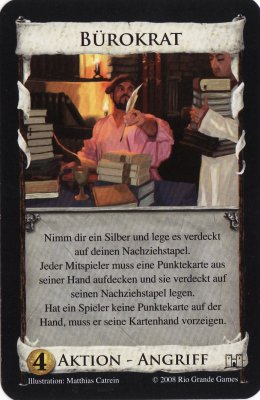 BÜROKRAT
Nimm dir ein Silber und lege es verdeckt
auf deinen Nachziehstapel.
Jeder Mitspieler muss eine Punktekarte aus
seiner Hand aufdecken und sie verdeckt auf
seinen Nachziehstapel legen.
Hat ein Spieler keine Punktekarte auf der
Hand, muss er seine Kartenhand vorzeigen.
4 AKTION - ANGRIFF
Illustration: Matthias Catrein © 2008 Rio Grande Games